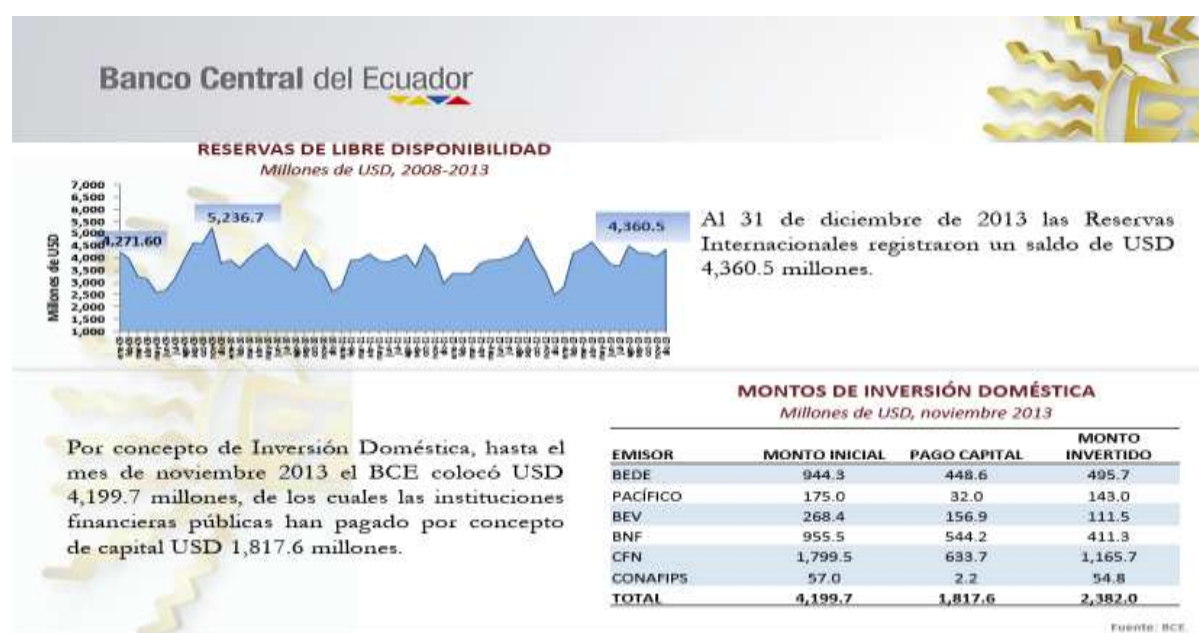 Banco Central del Ecuador
RESERVAS DE LIBRE DISPONIBILIDAD
Millones de USD, 2008-2013
Millones de USD
7,000
6,500
6,000
5,500
5,000
4,500
4,000
3,500
3,000
2,500
2,000
1,500
1,000
4,271.60
5,236.7
4,360.5
Al 31 de diciembre de 2013 las Reservas
Internacionales registraron un saldo de USD
4,360.5 millones.
Por concepto de Inversión Doméstica, hasta el
mes de noviembre 2013 el BCE colocó USD
4,199.7 millones, de los cuales las instituciones
financieras públicas han pagado por concepto
de capital USD 1,817.6 millones.
MONTOS DE INVERSIÓN DOMÉSTICA
Millones de USD, noviembre 2013
EMISOR MONTO INICIAL PAGO CAPITAL MONTO INVERTIDO
BEDE 944.3 448.6 495.7
PACÍFICO 175.0 32.0 143.0
BEV 268.4 156.9 111.5
BNF 955.5 544.2 411.3
CFN 1,799.5 633.7 1,165.7
CONAFIPS 57.0 2.2 54.8
TOTAL 4,199.7 1,817.6 2,382.0
Fuente: BCE.